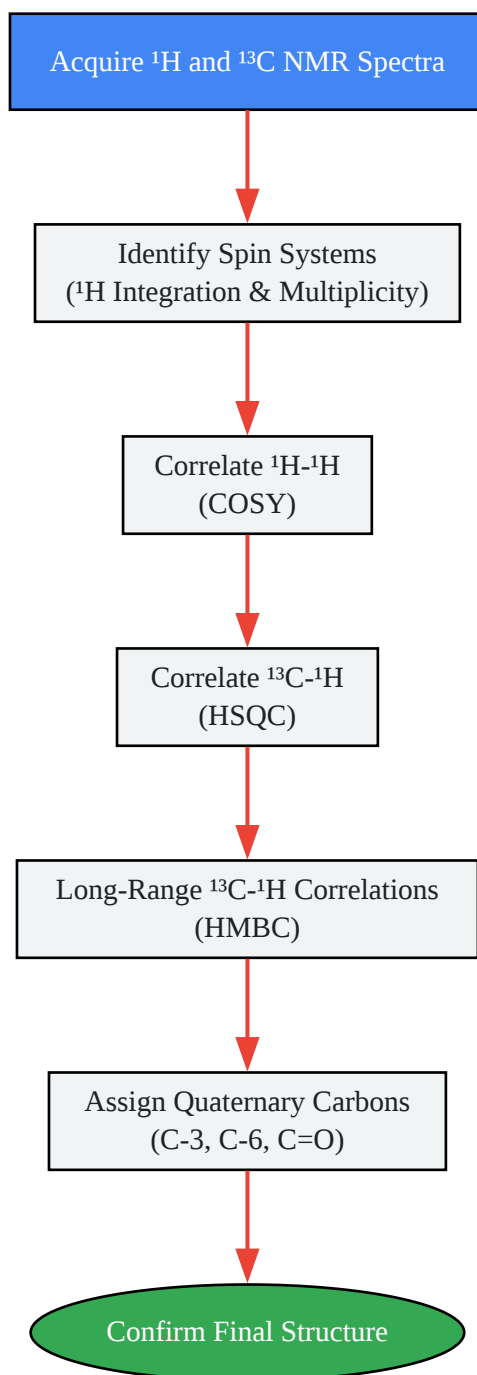 Acquire ¹H and ¹³C NMR Spectra
Identify Spin Systems
(¹H Integration & Multiplicity)
Correlate ¹H-¹H
(COSY)
Correlate ¹³C-¹H
(HSQC)
Long-Range ¹³C-¹H Correlations
(HMBC)
Assign Quaternary Carbons
(C-3, C-6, C=O)
Confirm Final Structure